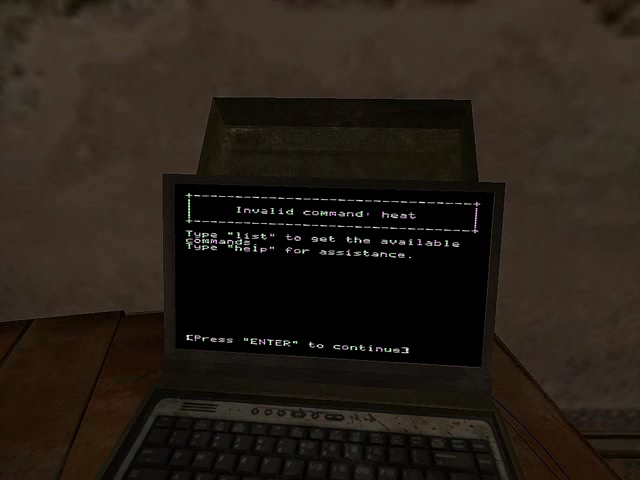 Invalid command: heat
Type "list" to get the available
commands.
Type "help" for assistance.
[Press "ENTER" to continue]